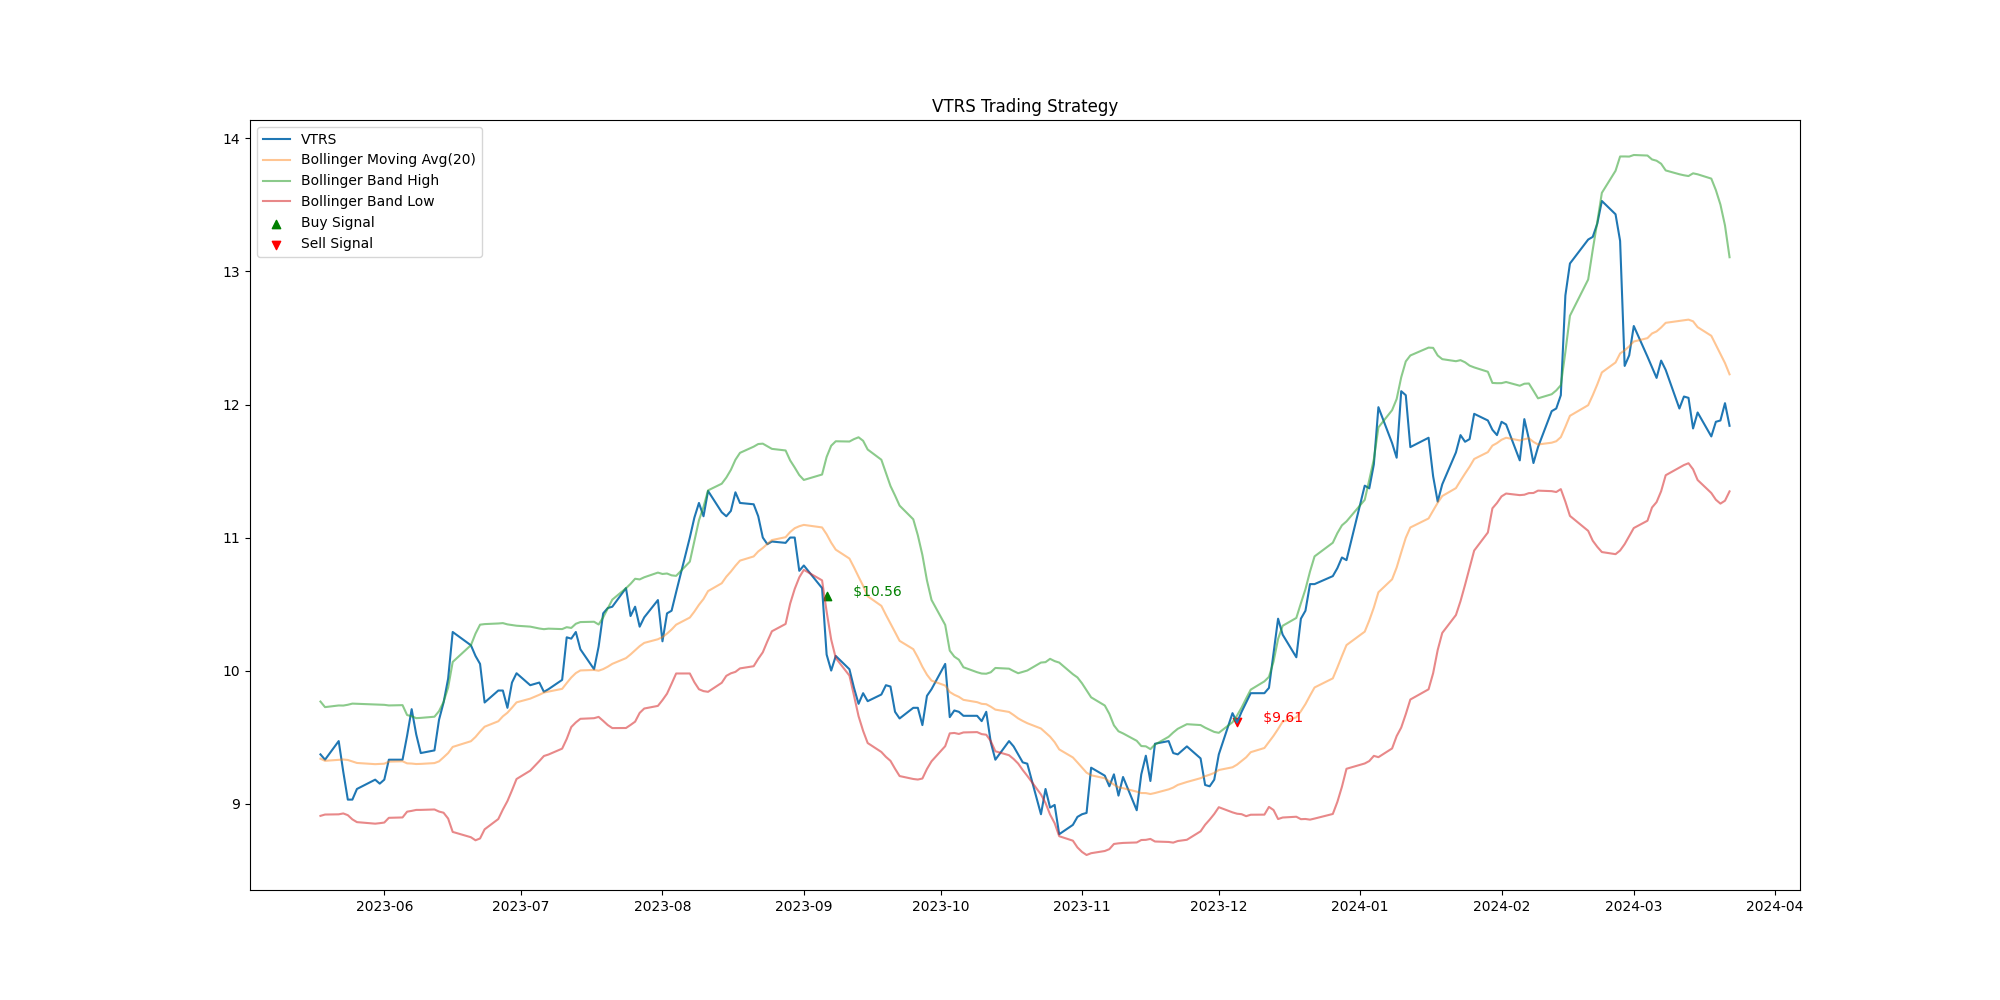 VTRS Trading Strategy
14
13
12
11
10
9
VTRS
Bollinger Moving Avg(20)
Bollinger Band High
Bollinger Band Low
Buy Signal
Sell Signal
$10.56
$9.61
2023-06
2023-07
2023-08
2023-09
2023-10
2023-11
2023-12
2024-01
2024-02
2024-03
2024-04